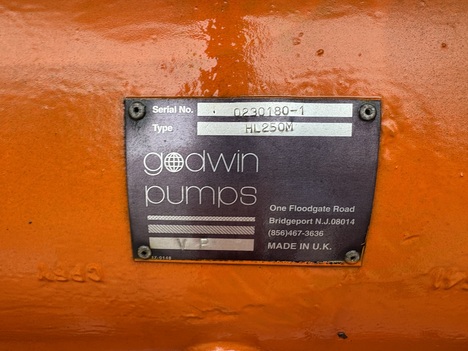 Serial No. 0230180-1
Type HL250M
godwin
pumps
One Floodgate Road
Bridgeport N.J. 08014
(856)467-3636
MADE IN U.K.